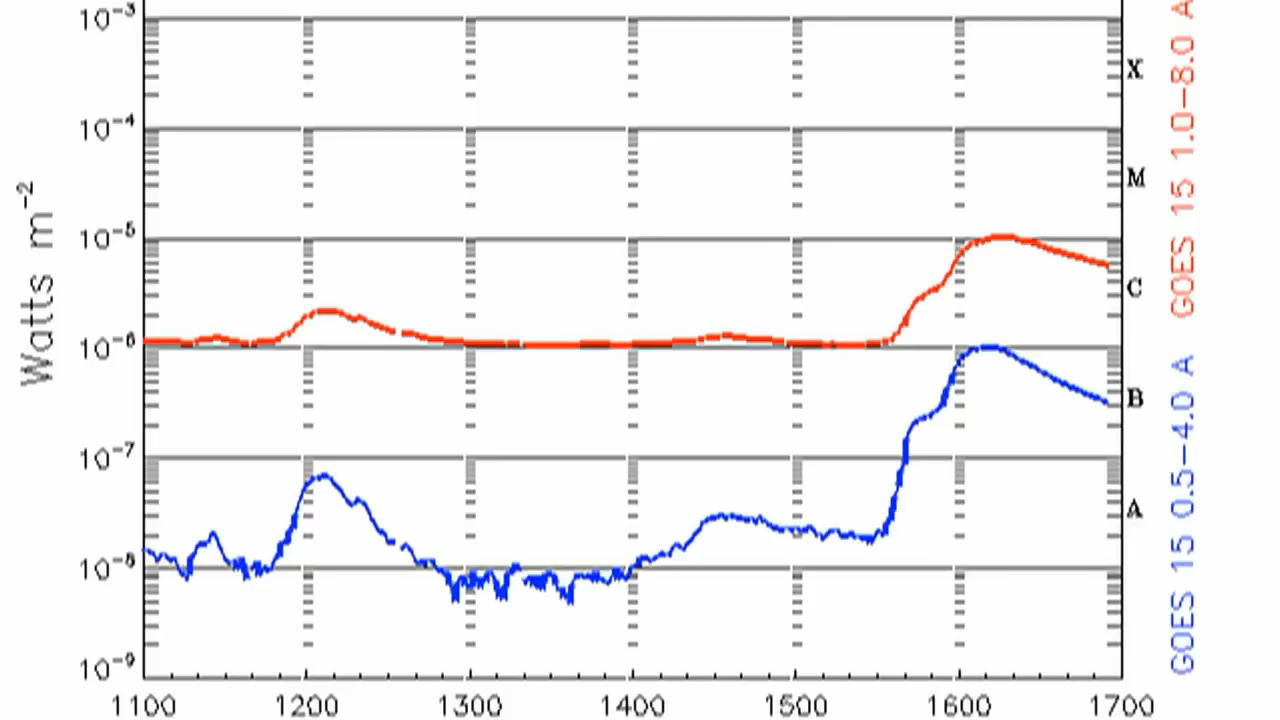 10⁻³
10⁻⁴
10⁻⁵
10⁻⁶
10⁻⁷
10⁻⁸
10⁻⁹
Watts m⁻²
1100 1200 1300 1400 1500 1600 1700
X
M
C
B
A
GOES 15 1.0-8.0 A
GOES 15 0.5-4.0 A